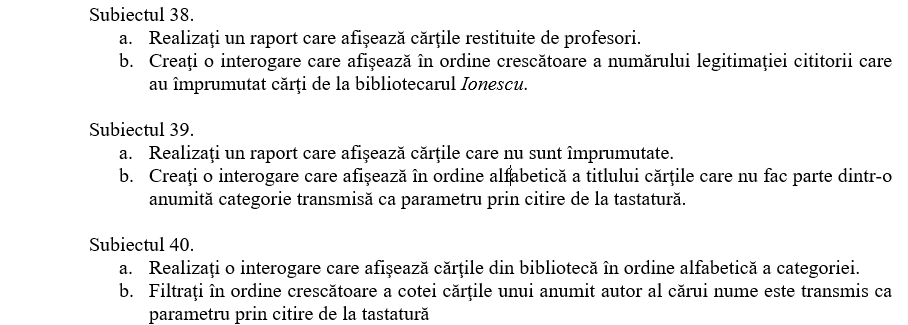 Subiectul 38.
a. Realizaţi un raport care afişează cărţile restituite de profesori.
b. Creaţi o interogare care afişează în ordine crescătoare a numărului legitimaţiei cititorii care
au împrumutat cărţi de la bibliotecarul Ionescu.
Subiectul 39.
a. Realizaţi un raport care afişează cărţile care nu sunt împrumutate.
b. Creaţi o interogare care afişează în ordine alfabetică a titlului cărţile care nu fac parte dintr-o
anumită categorie transmisă ca parametru prin citire de la tastatură.
Subiectul 40.
a. Realizaţi o interogare care afişează cărţile din bibliotecă în ordine alfabetică a categoriei.
b. Filtraţi în ordine crescătoare a cotei cărţile unui anumit autor al cărui nume este transmis ca
parametru prin citire de la tastatură